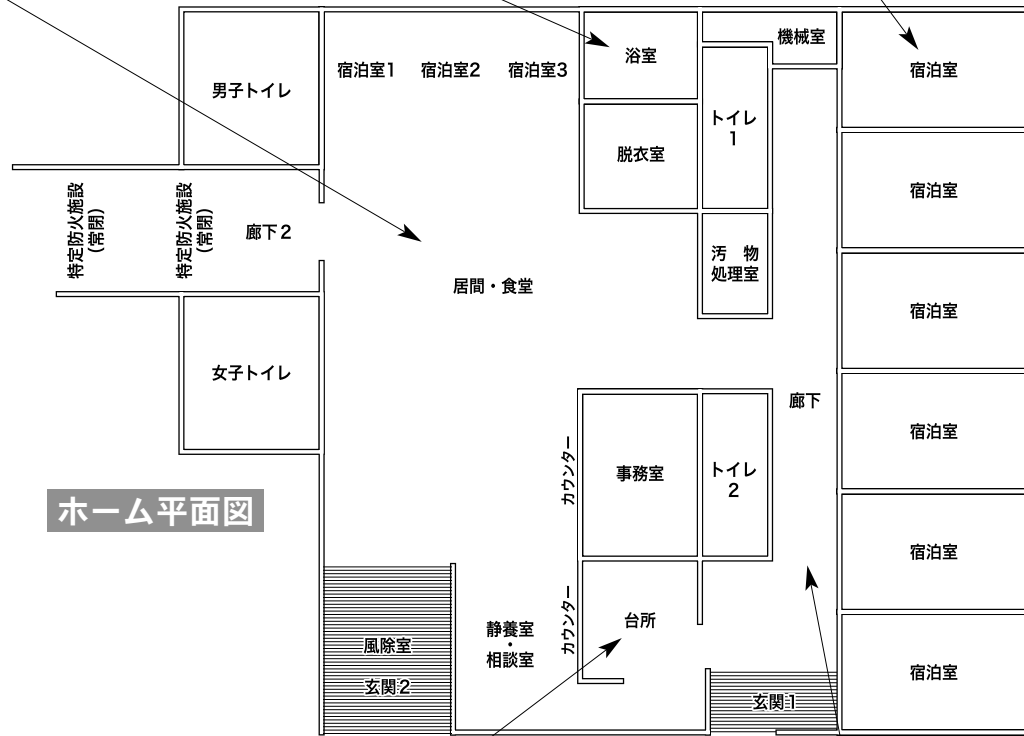 機械室
浴室
宿泊室1 宿泊室2 宿泊室3
宿泊室
男子トイレ
トイレ
1
脱衣室
宿泊室
特定防火施設
(常閉)
特定防火施設
(常閉)
廊下2
汚 物
処理室
居間・食堂
宿泊室
女子トイレ
廊下
宿泊室
カウンター
事務室
トイレ
2
ホーム平面図
宿泊室
カウンター
台所
静養室
・
相談室
風除室
玄関2
玄関1
宿泊室